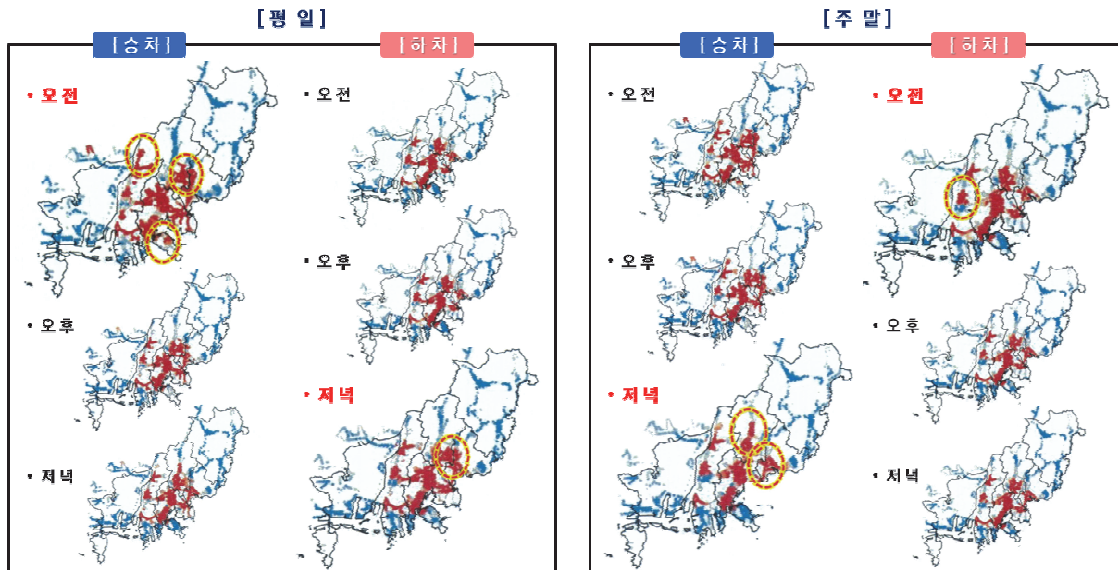 [평 일]
[승차]
[하차]
• 오전
• 오후
• 저녁
• 오전
• 오후
• 저녁
[주 말]
[승차]
[하차]
• 오전
• 오후
• 저녁
• 오전
• 오후
• 저녁